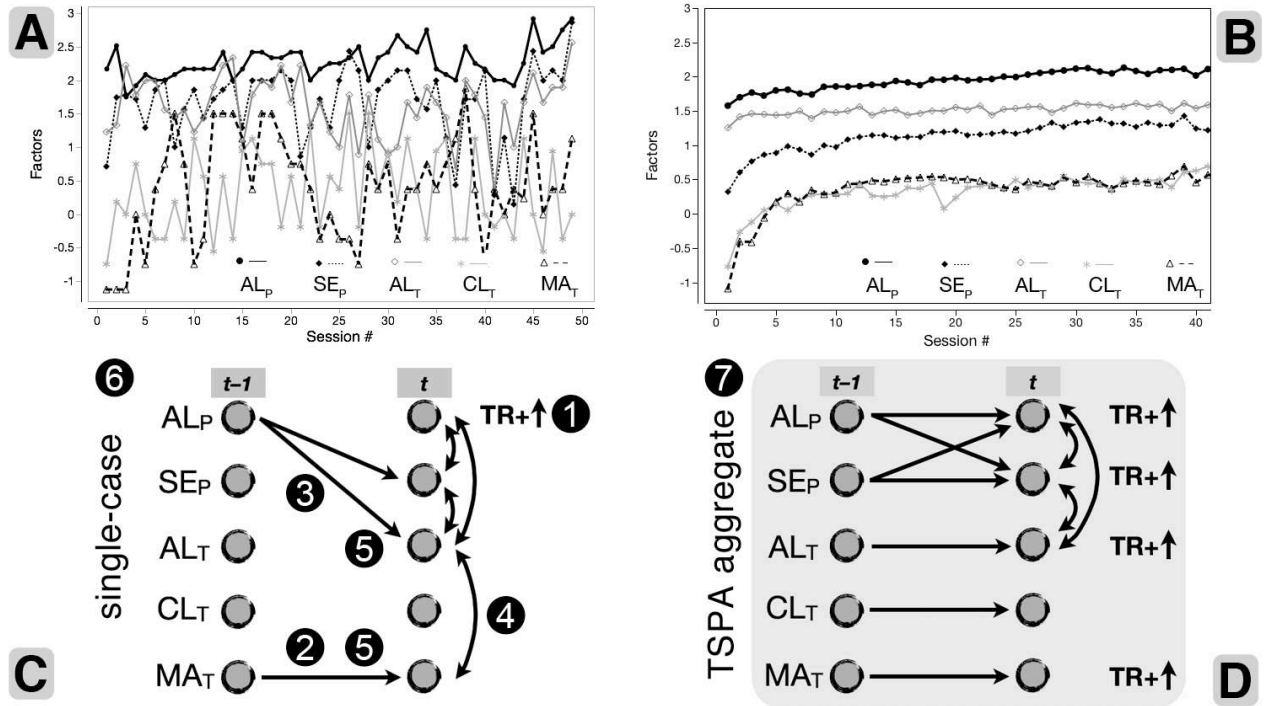 A
3
2.5
2
1.5
1
0.5
0
-0.5
-1
Factors
AL_P SE_P AL_T CL_T MA_T
0 5 10 15 20 25 30 35 40 45 50
Session #
B
3
2.5
2
1.5
1
0.5
0
-0.5
-1
Factors
AL_P SE_P AL_T CL_T MA_T
0 5 10 15 20 25 30 35 40
Session #
C
6
single-case
t–1 t
AL_P TR+↑ 1
SE_P
3
AL_T 5
CL_T 4
2 5
MA_T
7
TSPA aggregate
t–1 t
AL_P TR+↑
SE_P TR+↑
AL_T TR+↑
CL_T
MA_T TR+↑
D